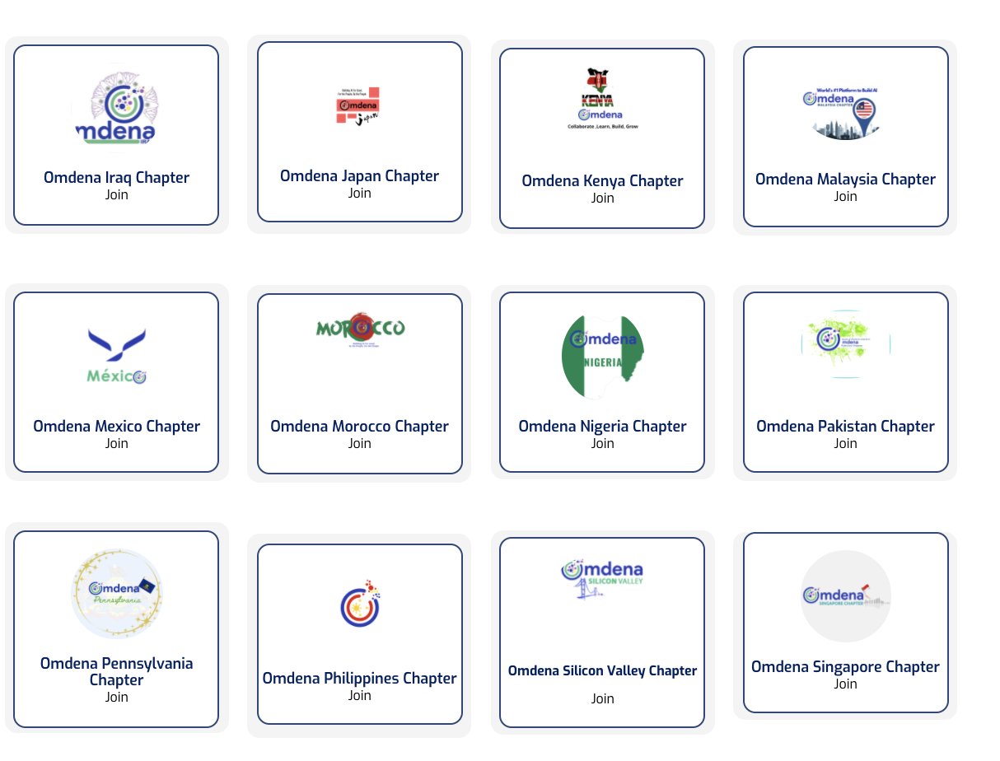 mdena
Omdena Iraq Chapter
Join
Omdena
Japan
Omdena Japan Chapter
Join
KENYA
Omdena
Collaborate ,Learn, Build, Grow
Omdena Kenya Chapter
Join
World's #1 Platform to Build AI
Omdena
MALAYSIA CHAPTER
Omdena Malaysia Chapter
Join
México
Omdena Mexico Chapter
Join
MOROCCO
Omdena Morocco Chapter
Join
Omdena
NIGERIA
Omdena Nigeria Chapter
Join
mdena
Omdena Pakistan Chapter
Join
Omdena
Pennsylvania
Omdena Pennsylvania
Chapter
Join
Omdena Philippines Chapter
Join
Omdena
SILICON VALLEY
Omdena Silicon Valley Chapter
Join
Omdena
SINGAPORE CHAPTER
Omdena Singapore Chapter
Join